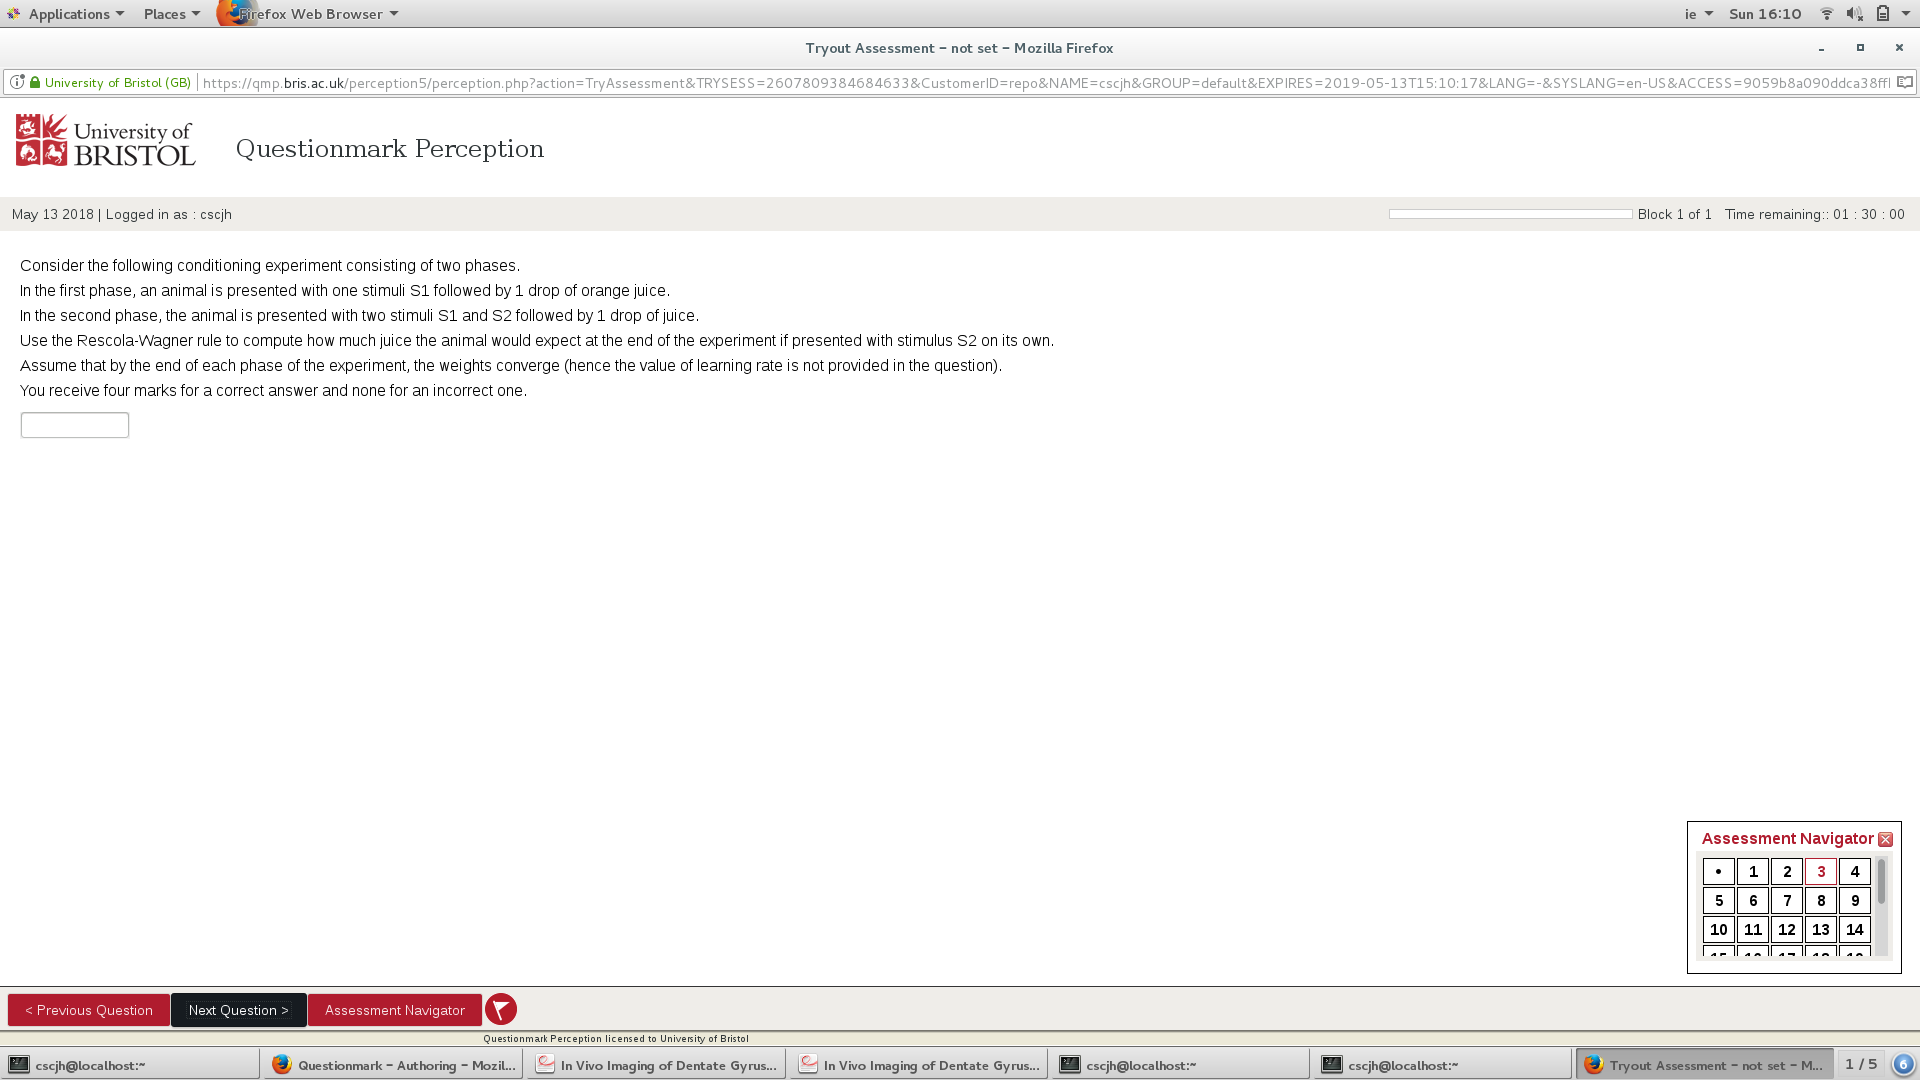 Applications Places Firefox Web Browser ie Sun 16:10
Tryout Assessment – not set – Mozilla Firefox
University of Bristol (GB) https://qmp.bris.ac.uk/perception5/perception.php?action=TryAssessment&TRYSESS=2607809384684633&CustomerID=repo&NAME=cscjh&GROUP=default&EXPIRES=2019-05-13T15:10:17&LANG=-&SYSLANG=en-US&ACCESS=9059b8a090ddca38ff
University of
BRISTOL
Questionmark Perception
May 13 2018 | Logged in as : cscjh Block 1 of 1 Time remaining:: 01 : 30 : 00
Consider the following conditioning experiment consisting of two phases.
In the first phase, an animal is presented with one stimuli S1 followed by 1 drop of orange juice.
In the second phase, the animal is presented with two stimuli S1 and S2 followed by 1 drop of juice.
Use the Rescola-Wagner rule to compute how much juice the animal would expect at the end of the experiment if presented with stimulus S2 on its own.
Assume that by the end of each phase of the experiment, the weights converge (hence the value of learning rate is not provided in the question).
You receive four marks for a correct answer and none for an incorrect one.
Assessment Navigator
• 1 2 3 4
5 6 7 8 9
10 11 12 13 14
15 16 17 18 19
< Previous Question Next Question > Assessment Navigator
Questionmark Perception licensed to University of Bristol
cscjh@localhost:~ Questionmark – Authoring – Mozil... In Vivo Imaging of Dentate Gyrus... In Vivo Imaging of Dentate Gyrus... cscjh@localhost:~ cscjh@localhost:~ Tryout Assessment – not set – M... 1 / 5 6